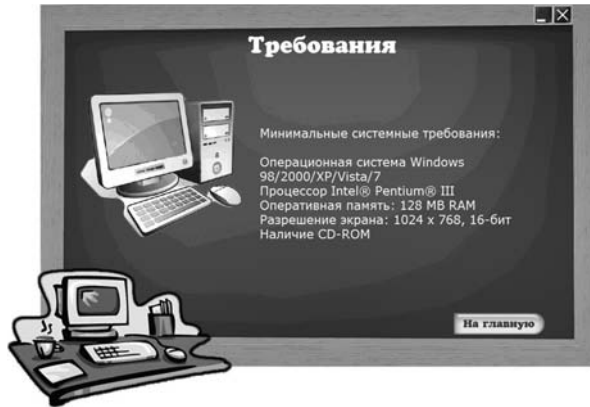 Требования
Минимальные системные требования:
Операционная система Windows
98/2000/XP/Vista/7
Процессор Intel® Pentium® III
Оперативная память: 128 MB RAM
Разрешение экрана: 1024 x 768, 16-бит
Наличие CD-ROM
На главную